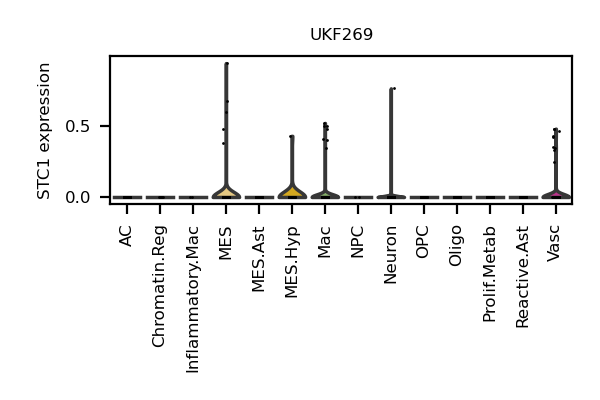 UKF269
STC1 expression
0.5
0.0
AC
Chromatin.Reg
Inflammatory.Mac
MES
MES.Ast
MES.Hyp
Mac
NPC
Neuron
OPC
Oligo
Prolif.Metab
Reactive.Ast
Vasc